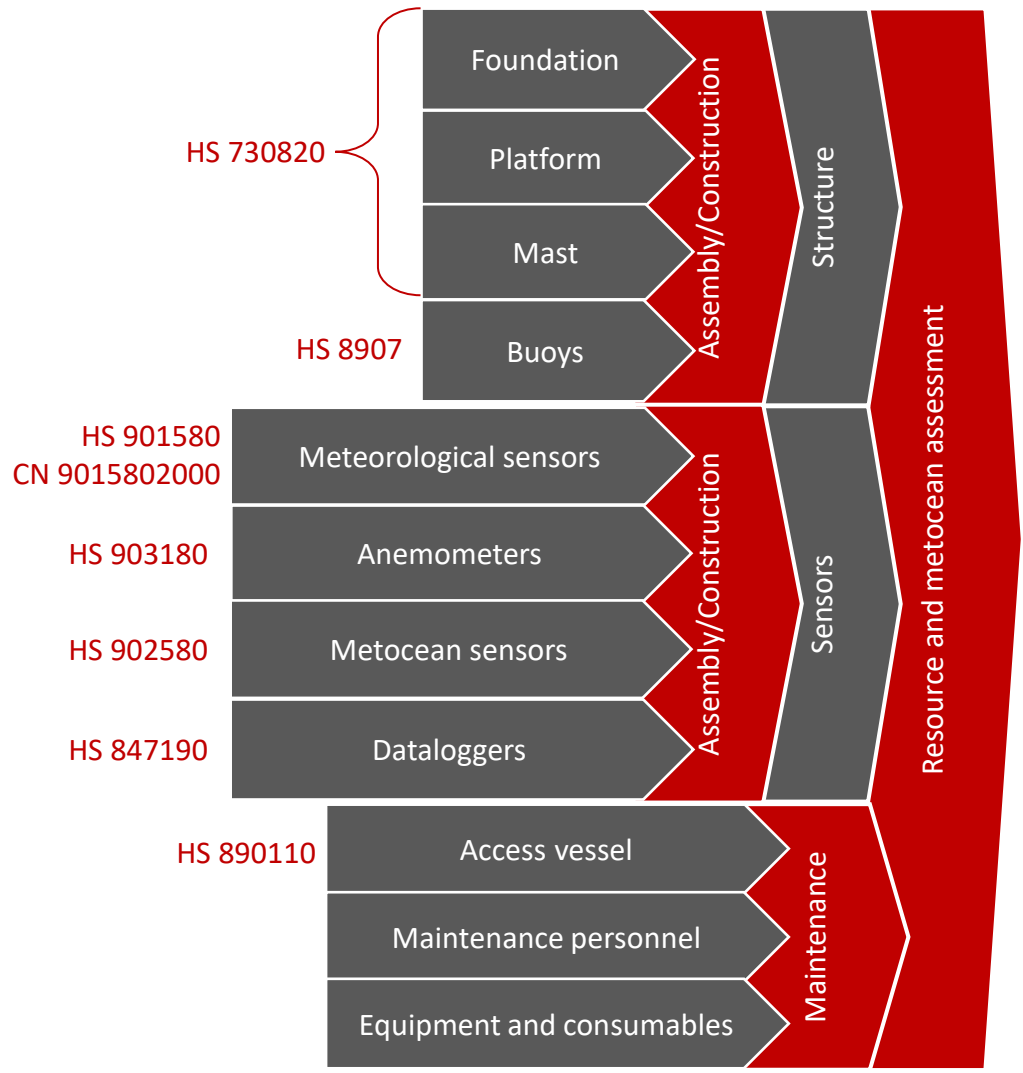 Foundation
HS 730820
Platform
Mast
HS 8907
Buoys
Assembly/Construction
Structure
HS 901580
CN 9015802000
Meteorological sensors
HS 903180
Anemometers
HS 902580
Metocean sensors
HS 847190
Dataloggers
Assembly/Construction
Sensors
HS 890110
Access vessel
Maintenance personnel
Equipment and consumables
Maintenance
Resource and metocean assessment